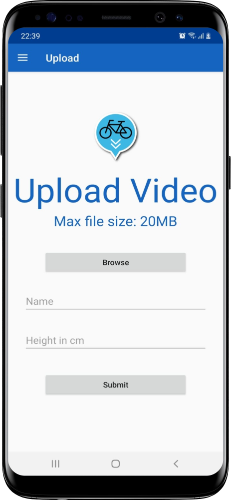 22:39
Upload
Upload Video
Max file size: 20MB
Browse
Name
Height in cm
Submit